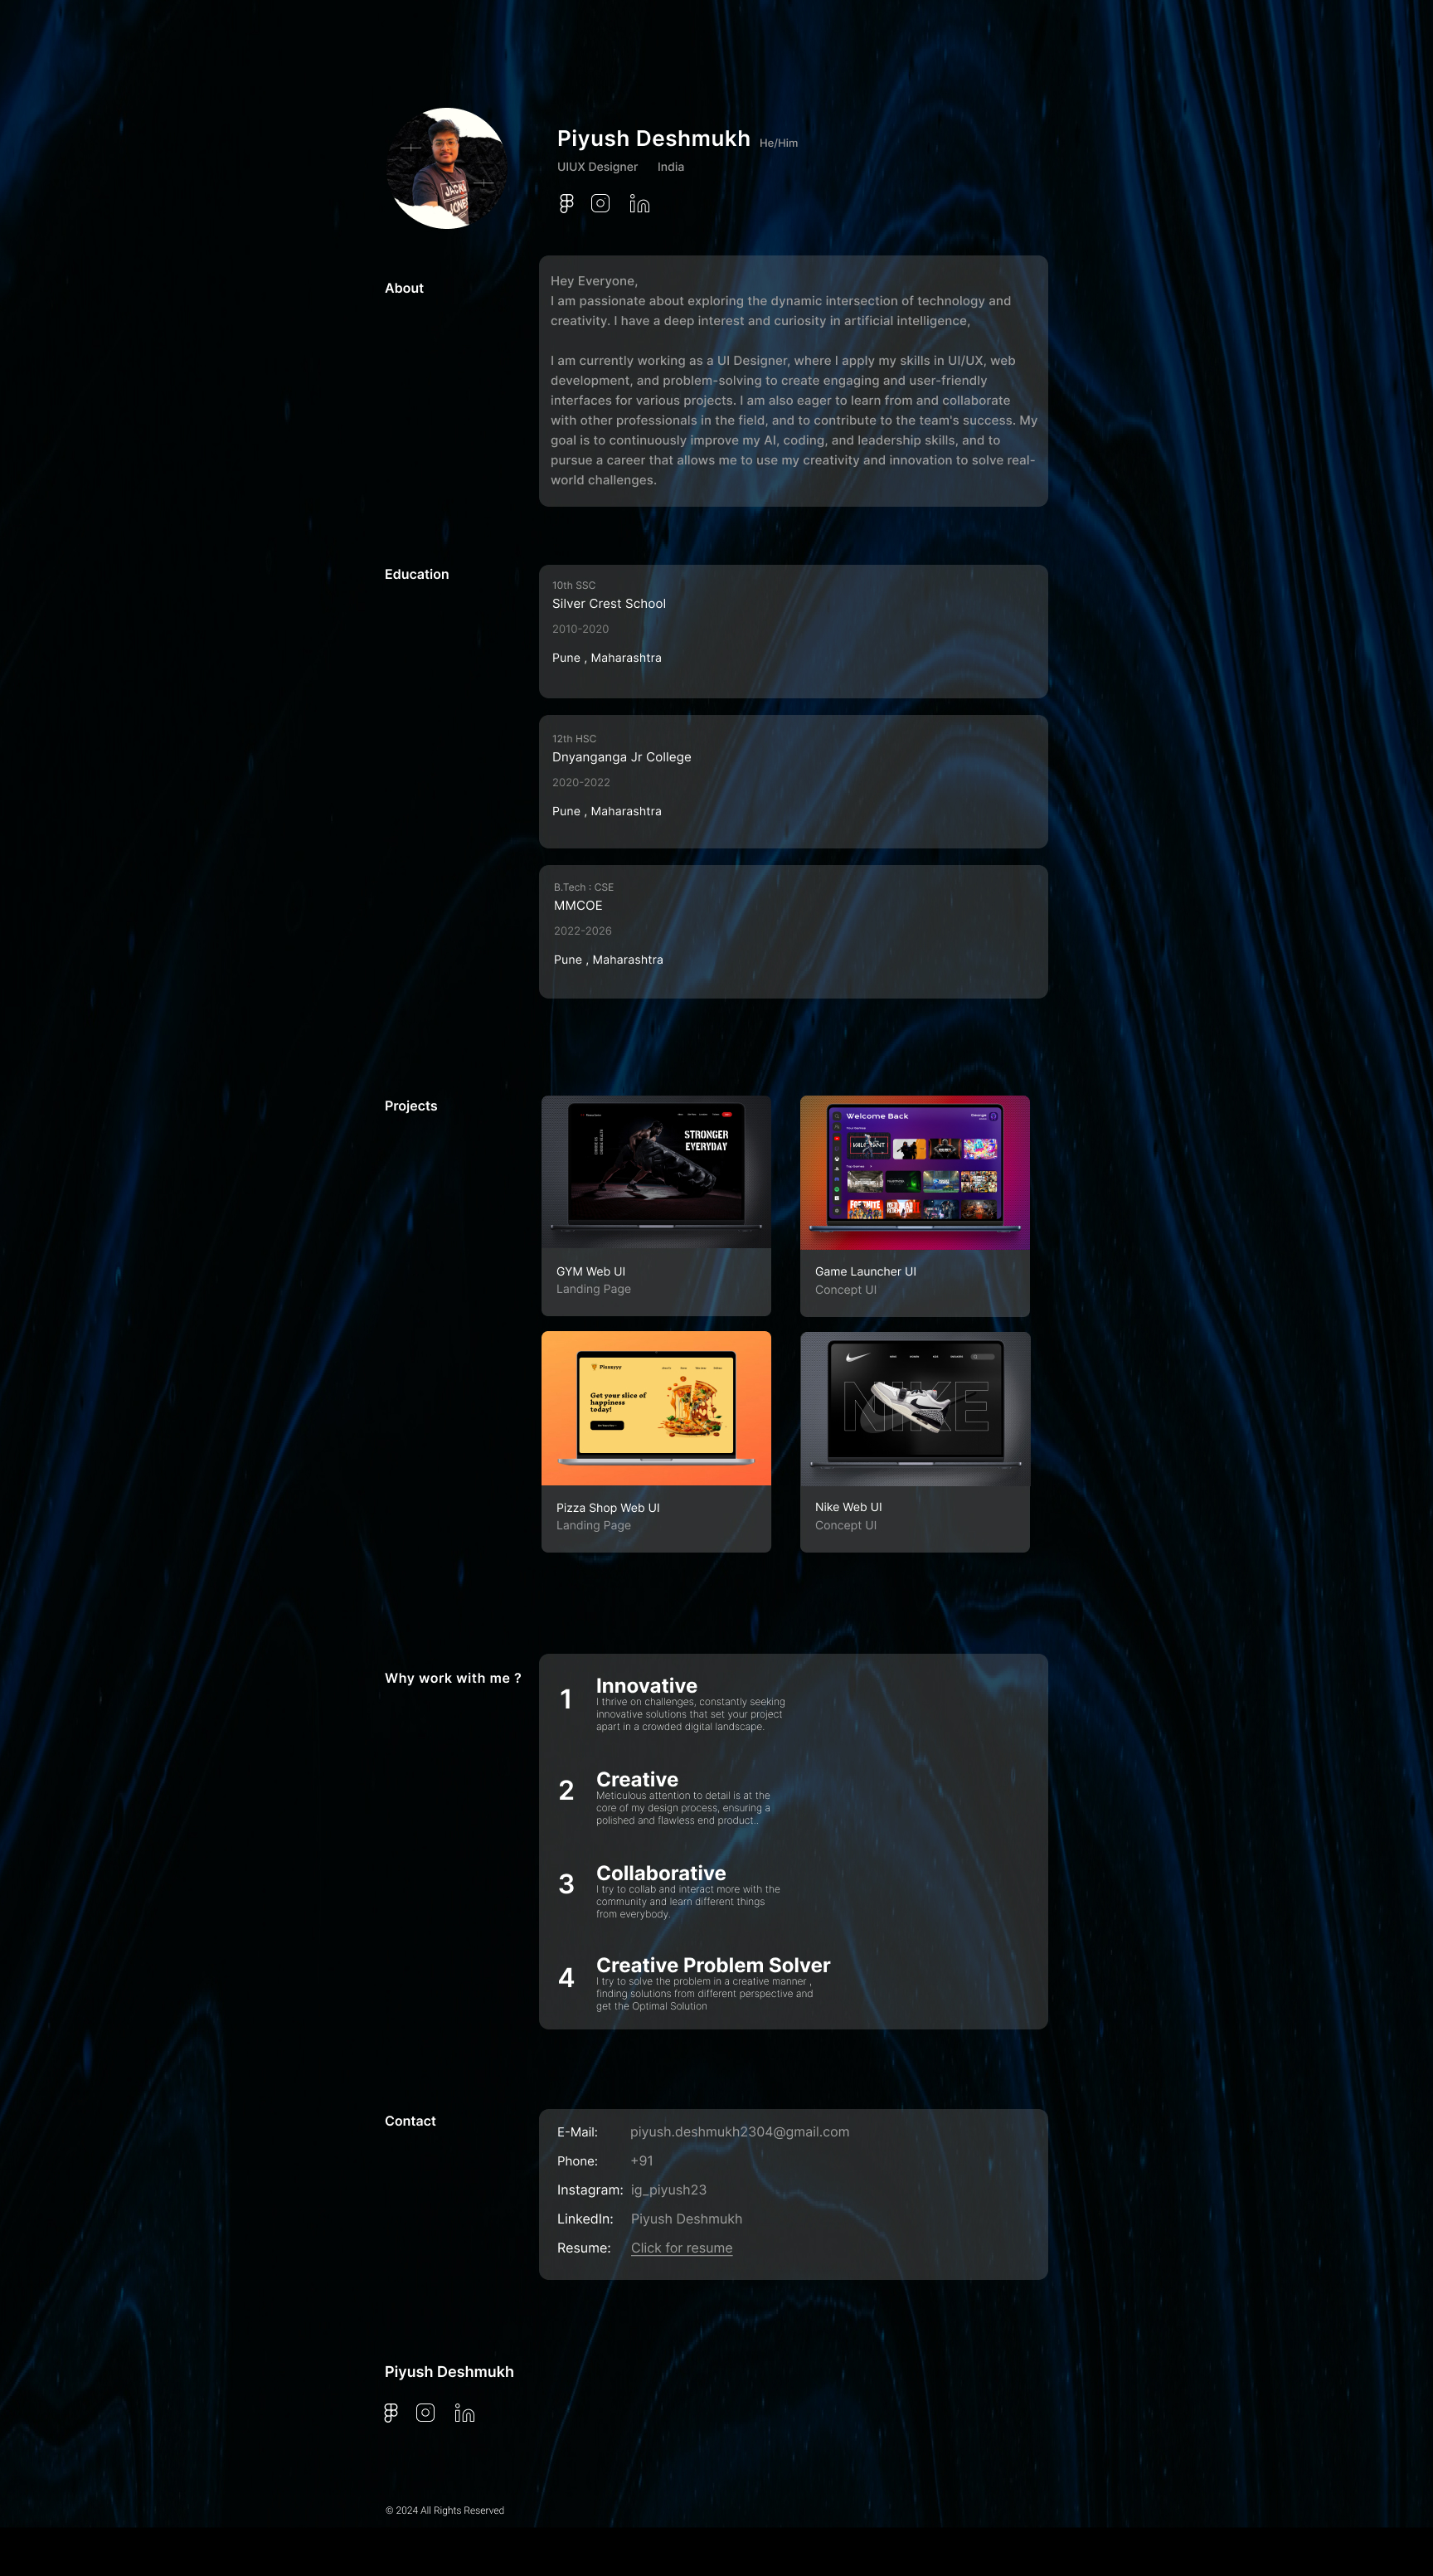 Piyush Deshmukh He/Him
UIUX Designer India
JACK
JONES
About
Hey Everyone,
I am passionate about exploring the dynamic intersection of technology and
creativity. I have a deep interest and curiosity in artificial intelligence,
I am currently working as a UI Designer, where I apply my skills in UI/UX, web
development, and problem-solving to create engaging and user-friendly
interfaces for various projects. I am also eager to learn from and collaborate
with other professionals in the field, and to contribute to the team's success. My
goal is to continuously improve my AI, coding, and leadership skills, and to
pursue a career that allows me to use my creativity and innovation to solve real-
world challenges.
Education
10th SSC
Silver Crest School
2010-2020
Pune , Maharashtra
12th HSC
Dnyanganga Jr College
2020-2022
Pune , Maharashtra
B.Tech : CSE
MMCOE
2022-2026
Pune , Maharashtra
Projects
STRONGER
EVERYDAY
GYM Web UI
Landing Page
Welcome Back
FORTNITE
Game Launcher UI
Concept UI
Pizzayyy
Get your slice of
happiness
today!
Pizza Shop Web UI
Landing Page
NIKE
Nike Web UI
Concept UI
Why work with me ?
1
Innovative
I thrive on challenges, constantly seeking
innovative solutions that set your project
apart in a crowded digital landscape.
2
Creative
Meticulous attention to detail is at the
core of my design process, ensuring a
polished and flawless end product..
3
Collaborative
I try to collab and interact more with the
community and learn different things
from everybody.
4
Creative Problem Solver
I try to solve the problem in a creative manner ,
finding solutions from different perspective and
get the Optimal Solution
Contact
E-Mail: piyush.deshmukh2304@gmail.com
Phone: +91
Instagram: ig_piyush23
LinkedIn: Piyush Deshmukh
Resume: Click for resume
Piyush Deshmukh
© 2024 All Rights Reserved